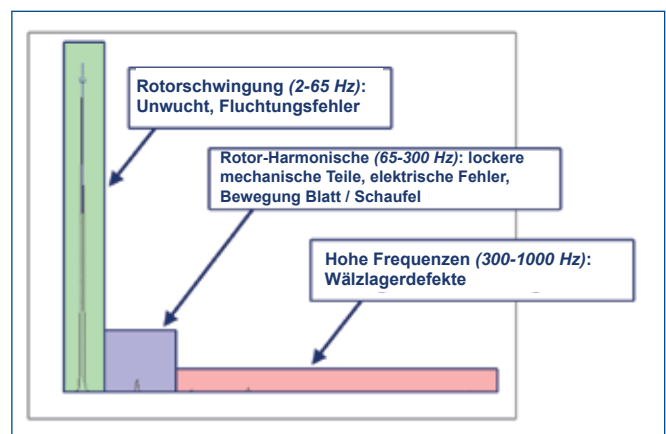 Rotorschwingung (2-65 Hz):
Unwucht, Fluchtungsfehler
Rotor-Harmonische (65-300 Hz): lockere
mechanische Teile, elektrische Fehler,
Bewegung Blatt / Schaufel
Hohe Frequenzen (300-1000 Hz):
Wälzlagerdefekte